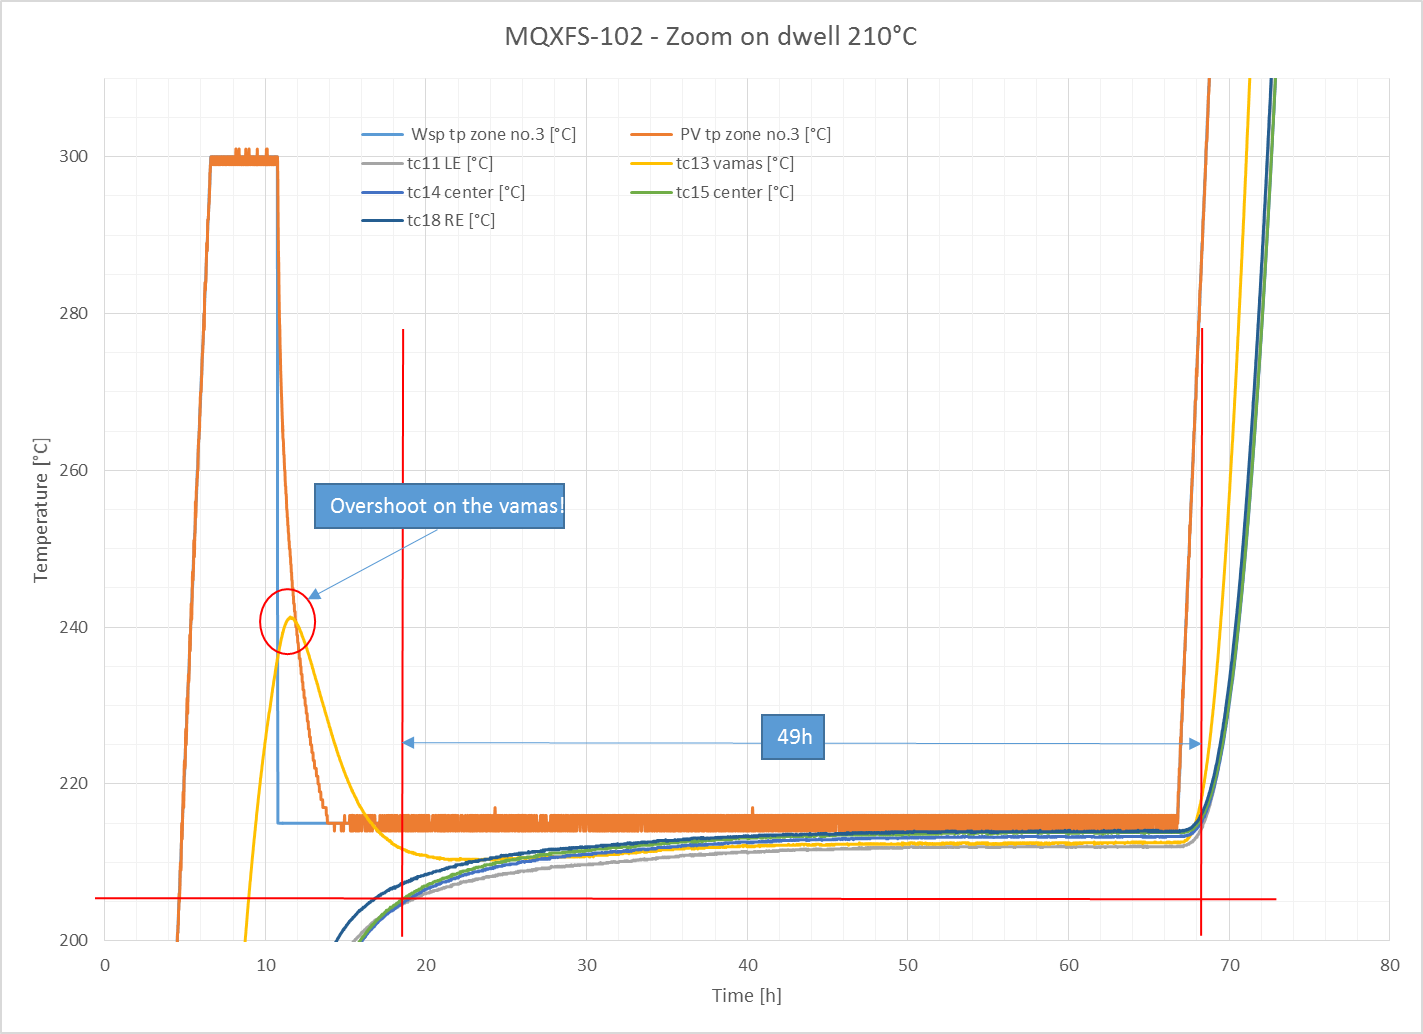 MQXFS-102 - Zoom on dwell 210°C
Wsp tp zone no.3 [°C]
PV tp zone no.3 [°C]
tc11 LE [°C]
tc13 vamas [°C]
tc14 center [°C]
tc15 center [°C]
tc18 RE [°C]
300
280
260
240
220
200
Temperature [°C]
Overshoot on the vamas!
49h
0
10
20
30
40
50
60
70
80
Time [h]